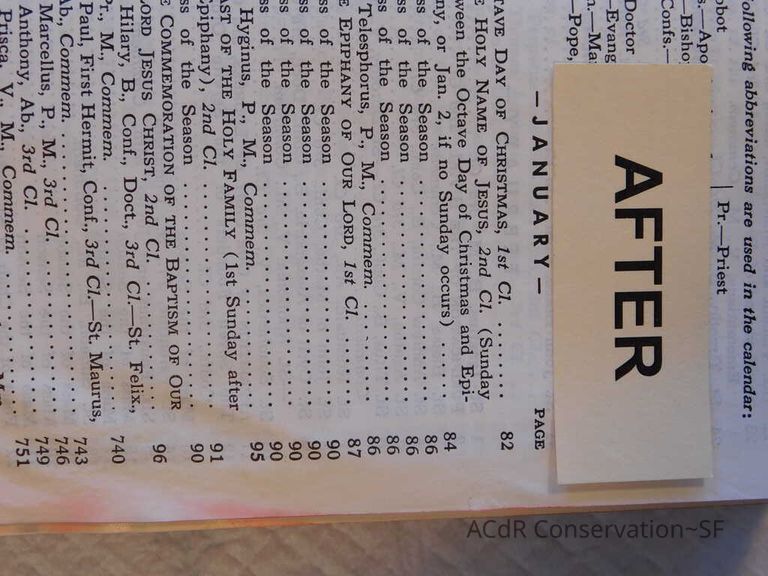 following abbreviations are used in the calendar:
Pr.—Priest
s.—Apo
—Bisho
Confs.—
Doctor
—Evang
—Pope,
AFTER
—JANUARY—
PAGE
TAVE DAY OF CHRISTMAS, 1st Cl. 82
E HOLY NAME OF JESUS, 2nd Cl. (Sunday
ween the Octave Day of Christmas and Epi-
ny, or Jan. 2, if no Sunday occurs) 84
ss of the Season 86
ss of the Season 86
ss of the Season 86
Telesphorus, P., M., Commem. 86
E EPIPHANY OF OUR LORD, 1st Cl. 87
ss of the Season 90
ss of the Season 90
ss of the Season 90
ss of the Season 90
Hyginus, P., M., Commem. 95
AST OF THE HOLY FAMILY (1st Sunday after
Epiphany), 2nd Cl. 91
ss of the Season 90
E COMMEMORATION OF THE BAPTISM OF OUR
LORD JESUS CHRIST, 2nd Cl. 96
Hilary, B., Conf., Doct., 3rd Cl.—St. Felix.,
P., M., Commem. 740
Paul, First Hermit, Conf., 3rd Cl.—St. Maurus,
Ab., Commem. 743
Marcellus, P., M., 3rd Cl. 746
Anthony, Ab., 3rd Cl. 749
Prisca, V., M., Commem. 751
ACdR Conservation~SF